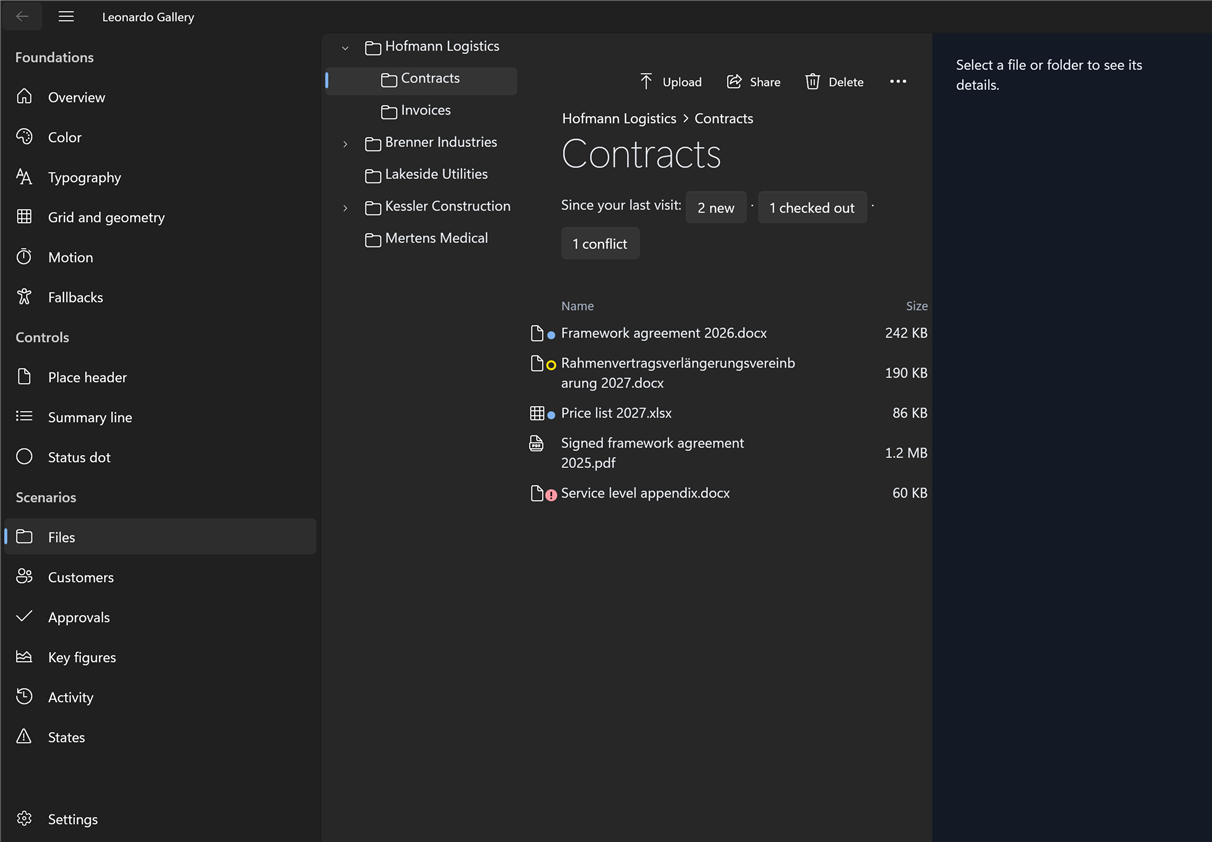 Leonardo Gallery
Foundations
Overview
Color
Typography
Grid and geometry
Motion
Fallbacks
Controls
Place header
Summary line
Status dot
Scenarios
Files
Customers
Approvals
Key figures
Activity
States
Settings
Hofmann Logistics
Contracts
Invoices
Brenner Industries
Lakeside Utilities
Kessler Construction
Mertens Medical
Upload Share Delete
Hofmann Logistics > Contracts
Contracts
Since your last visit: 2 new · 1 checked out ·
1 conflict
Name Size
Framework agreement 2026.docx 242 KB
Rahmenvertragsverlängerungsvereinb
arung 2027.docx 190 KB
Price list 2027.xlsx 86 KB
PDF
Signed framework agreement
2025.pdf 1.2 MB
Service level appendix.docx 60 KB
Select a file or folder to see its
details.